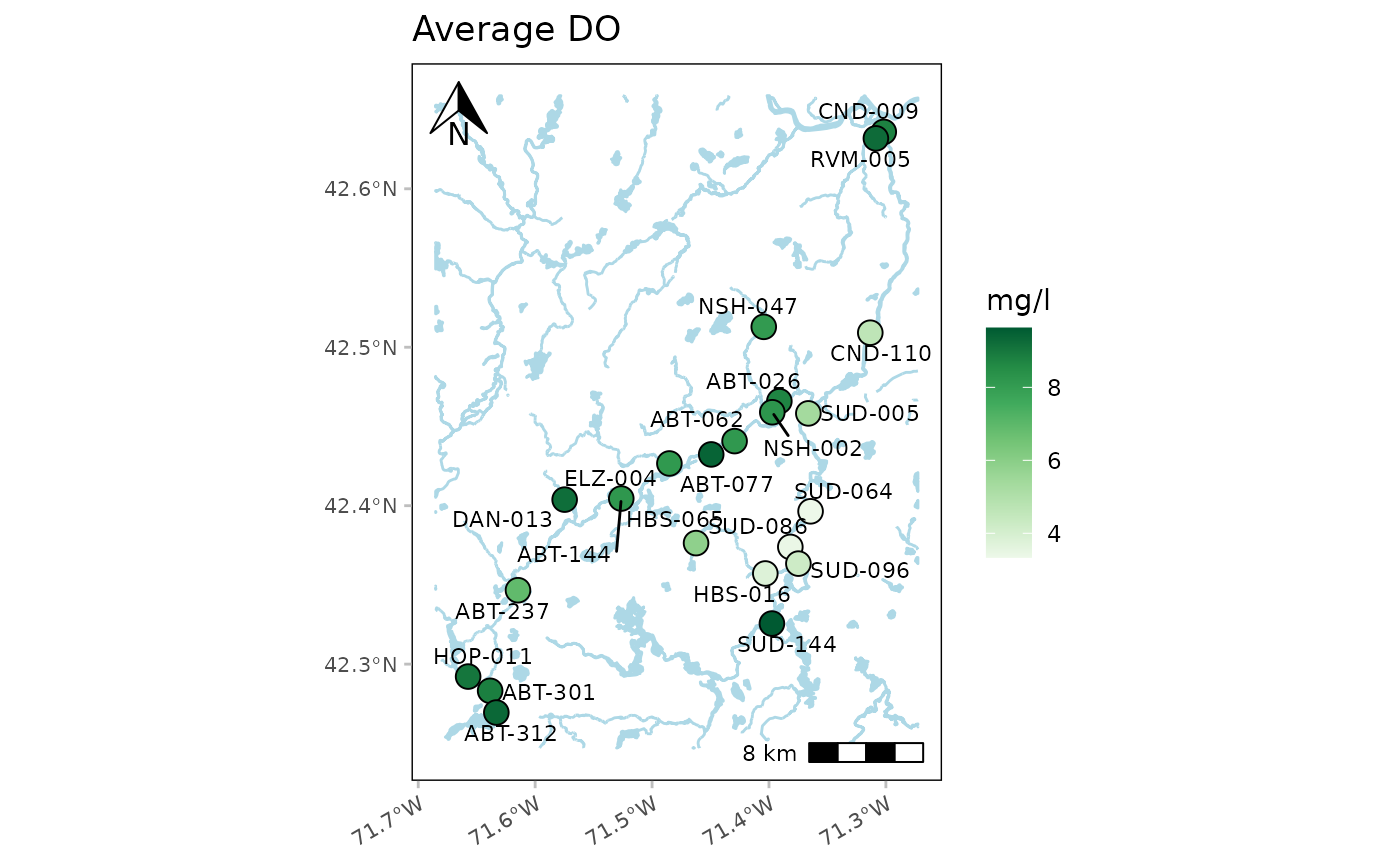 Average DO
N
CND-009
RVM-005
42.6°N
NSH-047
mg/l
42.5°N
CND-110
ABT-026
8
ABT-062
SUD-005
NSH-002
6
ELZ-004
ABT-077
SUD-064
42.4°N
DAN-013
HBS-065
SUD-086
4
ABT-144
SUD-096
HBS-016
ABT-237
SUD-144
HOP-011
42.3°N
ABT-301
ABT-312
8 km
71.7°W
71.6°W
71.5°W
71.4°W
71.3°W